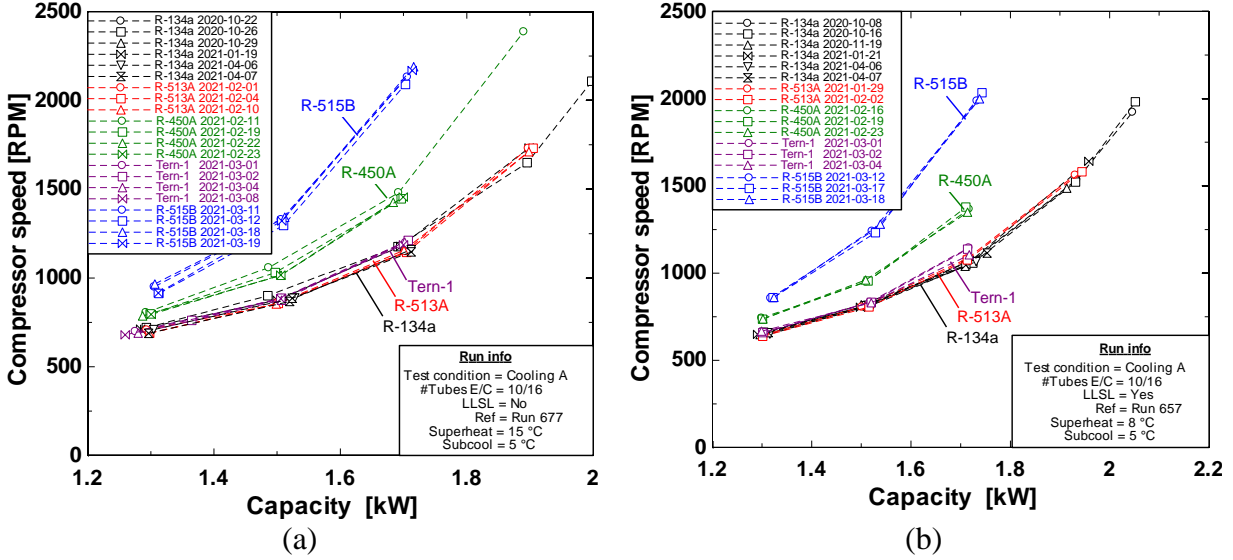 2500
2000
1500
1000
500
0
Compressor speed [RPM]
R-134a 2020-10-22
R-134a 2020-10-26
R-134a 2020-10-29
R-134a 2021-01-19
R-134a 2021-04-06
R-134a 2021-04-07
R-513A 2021-02-01
R-513A 2021-02-04
R-513A 2021-02-10
R-450A 2021-02-11
R-450A 2021-02-19
R-450A 2021-02-22
R-450A 2021-02-23
Tern-1 2021-03-01
Tern-1 2021-03-02
Tern-1 2021-03-04
Tern-1 2021-03-08
R-515B 2021-03-11
R-515B 2021-03-12
R-515B 2021-03-18
R-515B 2021-03-19
R-515B
R-450A
Tern-1
R-513A
R-134a
Run info
Test condition = Cooling A
#Tubes E/C = 10/16
LLSL = No
Ref = Run 677
Superheat = 15 °C
Subcool = 5 °C
1.2 1.4 1.6 1.8 2
Capacity [kW]
(a)
2500
2000
1500
1000
500
0
Compressor speed [RPM]
R-134a 2020-10-08
R-134a 2020-10-16
R-134a 2020-11-19
R-134a 2021-01-21
R-134a 2021-04-06
R-134a 2021-04-07
R-513A 2021-01-29
R-513A 2021-02-02
R-450A 2021-02-16
R-450A 2021-02-19
R-450A 2021-02-23
Tern-1 2021-03-01
Tern-1 2021-03-02
Tern-1 2021-03-04
R-515B 2021-03-12
R-515B 2021-03-17
R-515B 2021-03-18
R-515B
R-450A
Tern-1
R-513A
R-134a
Run info
Test condition = Cooling A
#Tubes E/C = 10/16
LLSL = Yes
Ref = Run 657
Superheat = 8 °C
Subcool = 5 °C
1.2 1.4 1.6 1.8 2 2.2
Capacity [kW]
(b)